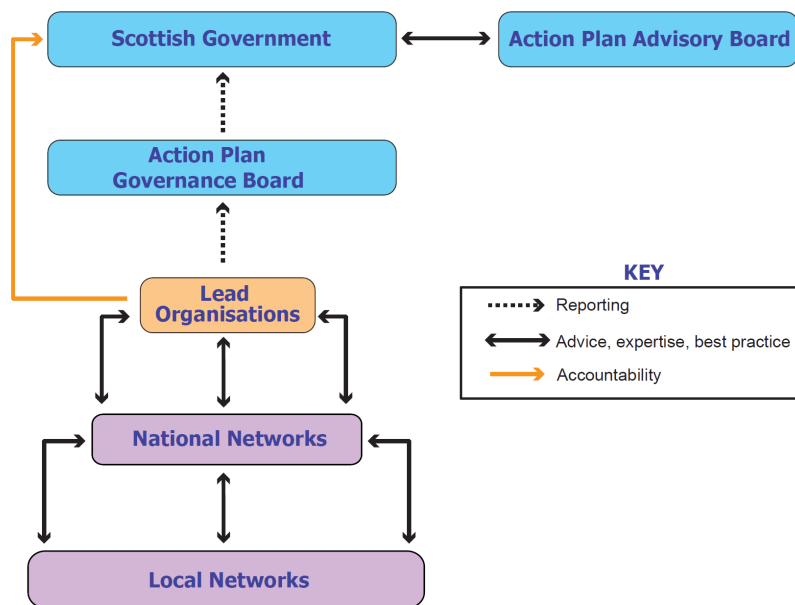 Scottish Government
Action Plan Advisory Board
Action Plan
Governance Board
Lead
Organisations
KEY
Reporting
Advice, expertise, best practice
Accountability
National Networks
Local Networks